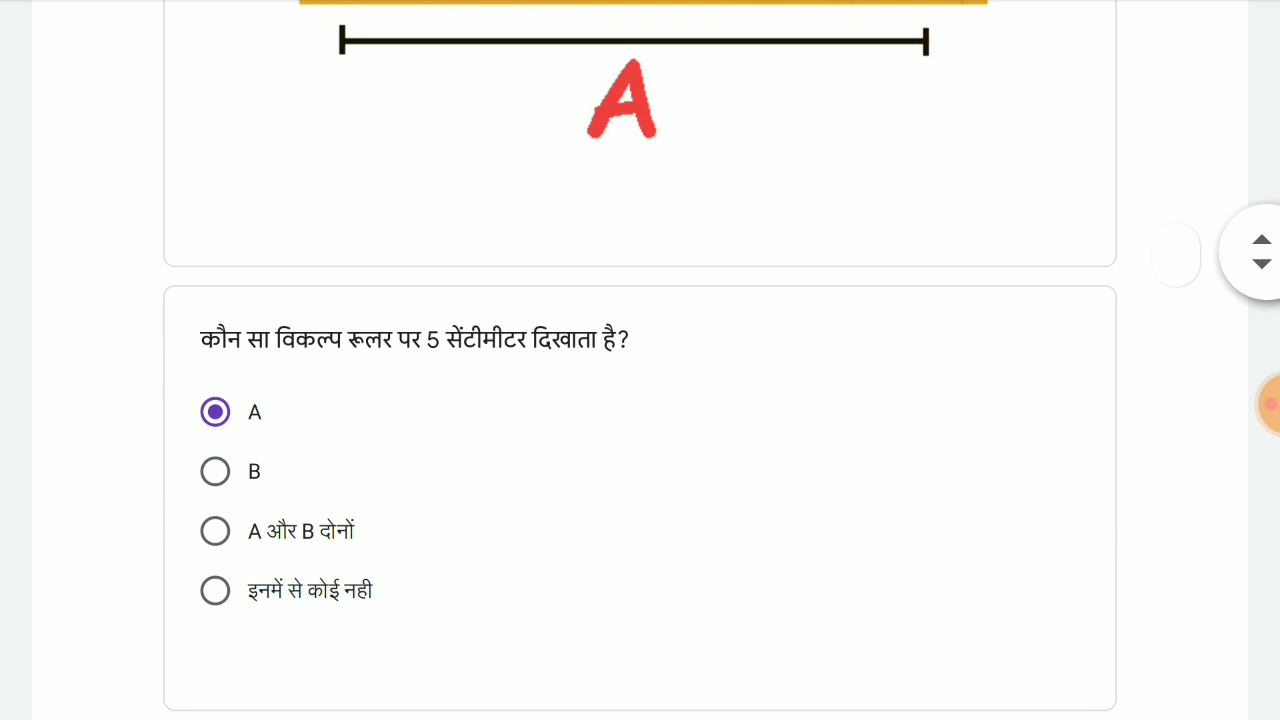 A
कौन सा विकल्प रूलर पर 5 सेंटीमीटर दिखाता है?
A
B
A और B दोनों
इनमें से कोई नही